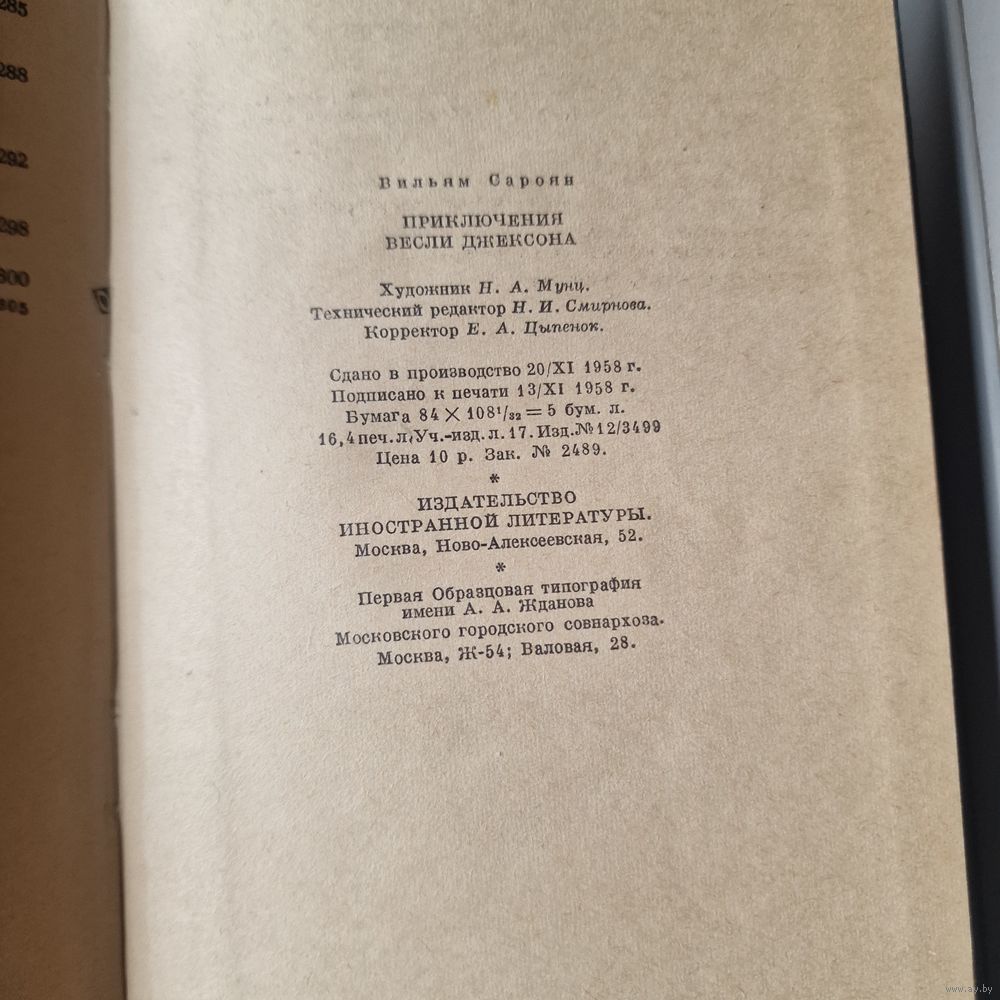 285
288
292
298
300
305
Вильям Сароян
ПРИКЛЮЧЕНИЯ
ВЕСЛИ ДЖЕКСОНА
Художник Н. А. Мунц.
Технический редактор Н. И. Смирнова.
Корректор Е. А. Цыпенок.
Сдано в производство 20/XI 1958 г.
Подписано к печати 13/XI 1958 г.
Бумага 84 × 108¹/₃₂ = 5 бум. л.
16,4 печ. л. Уч.-изд. л. 17. Изд. № 12/3499
Цена 10 р. Зак. № 2489.
*
ИЗДАТЕЛЬСТВО
ИНОСТРАННОЙ ЛИТЕРАТУРЫ.
Москва, Ново-Алексеевская, 52.
*
Первая Образцовая типография
имени А. А. Жданова
Московского городского совнархоза.
Москва, Ж-54; Валовая, 28.
www.ay.by